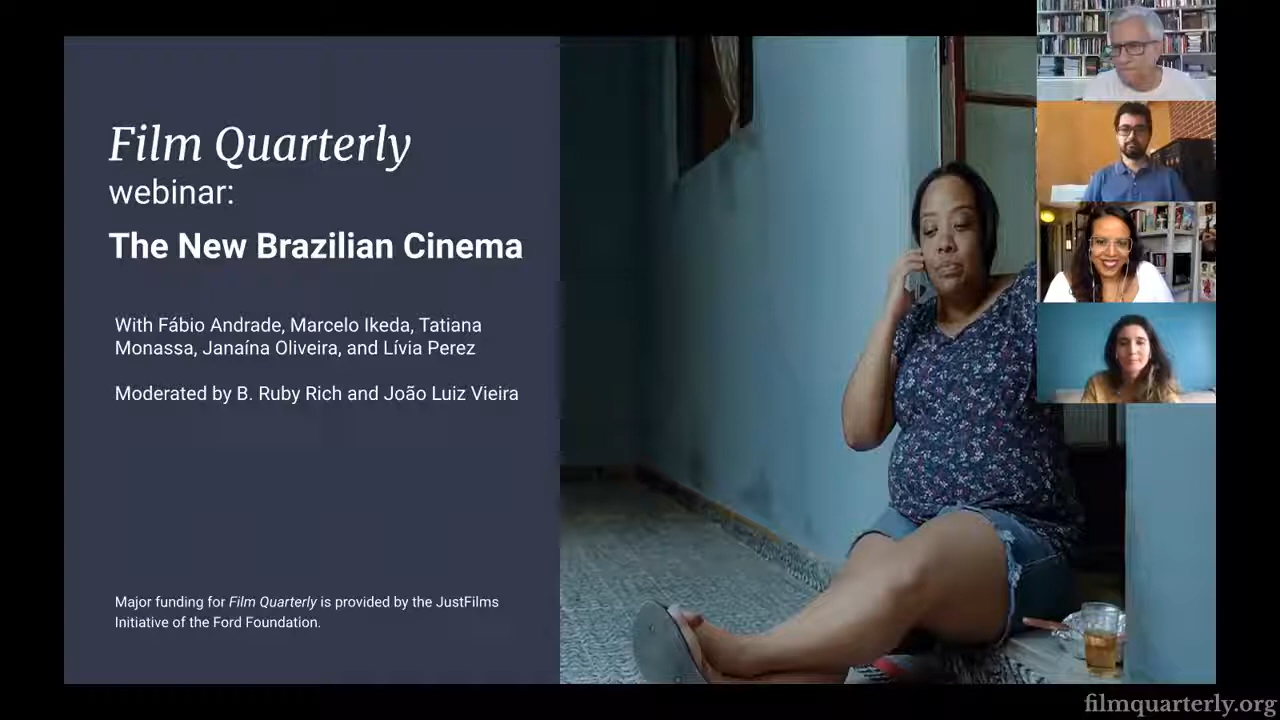 Film Quarterly
webinar:
The New Brazilian Cinema
With Fábio Andrade, Marcelo Ikeda, Tatiana
Monassa, Janaína Oliveira, and Lívia Perez
Moderated by B. Ruby Rich and João Luiz Vieira
Major funding for Film Quarterly is provided by the JustFilms
Initiative of the Ford Foundation.
filmquarterly.org